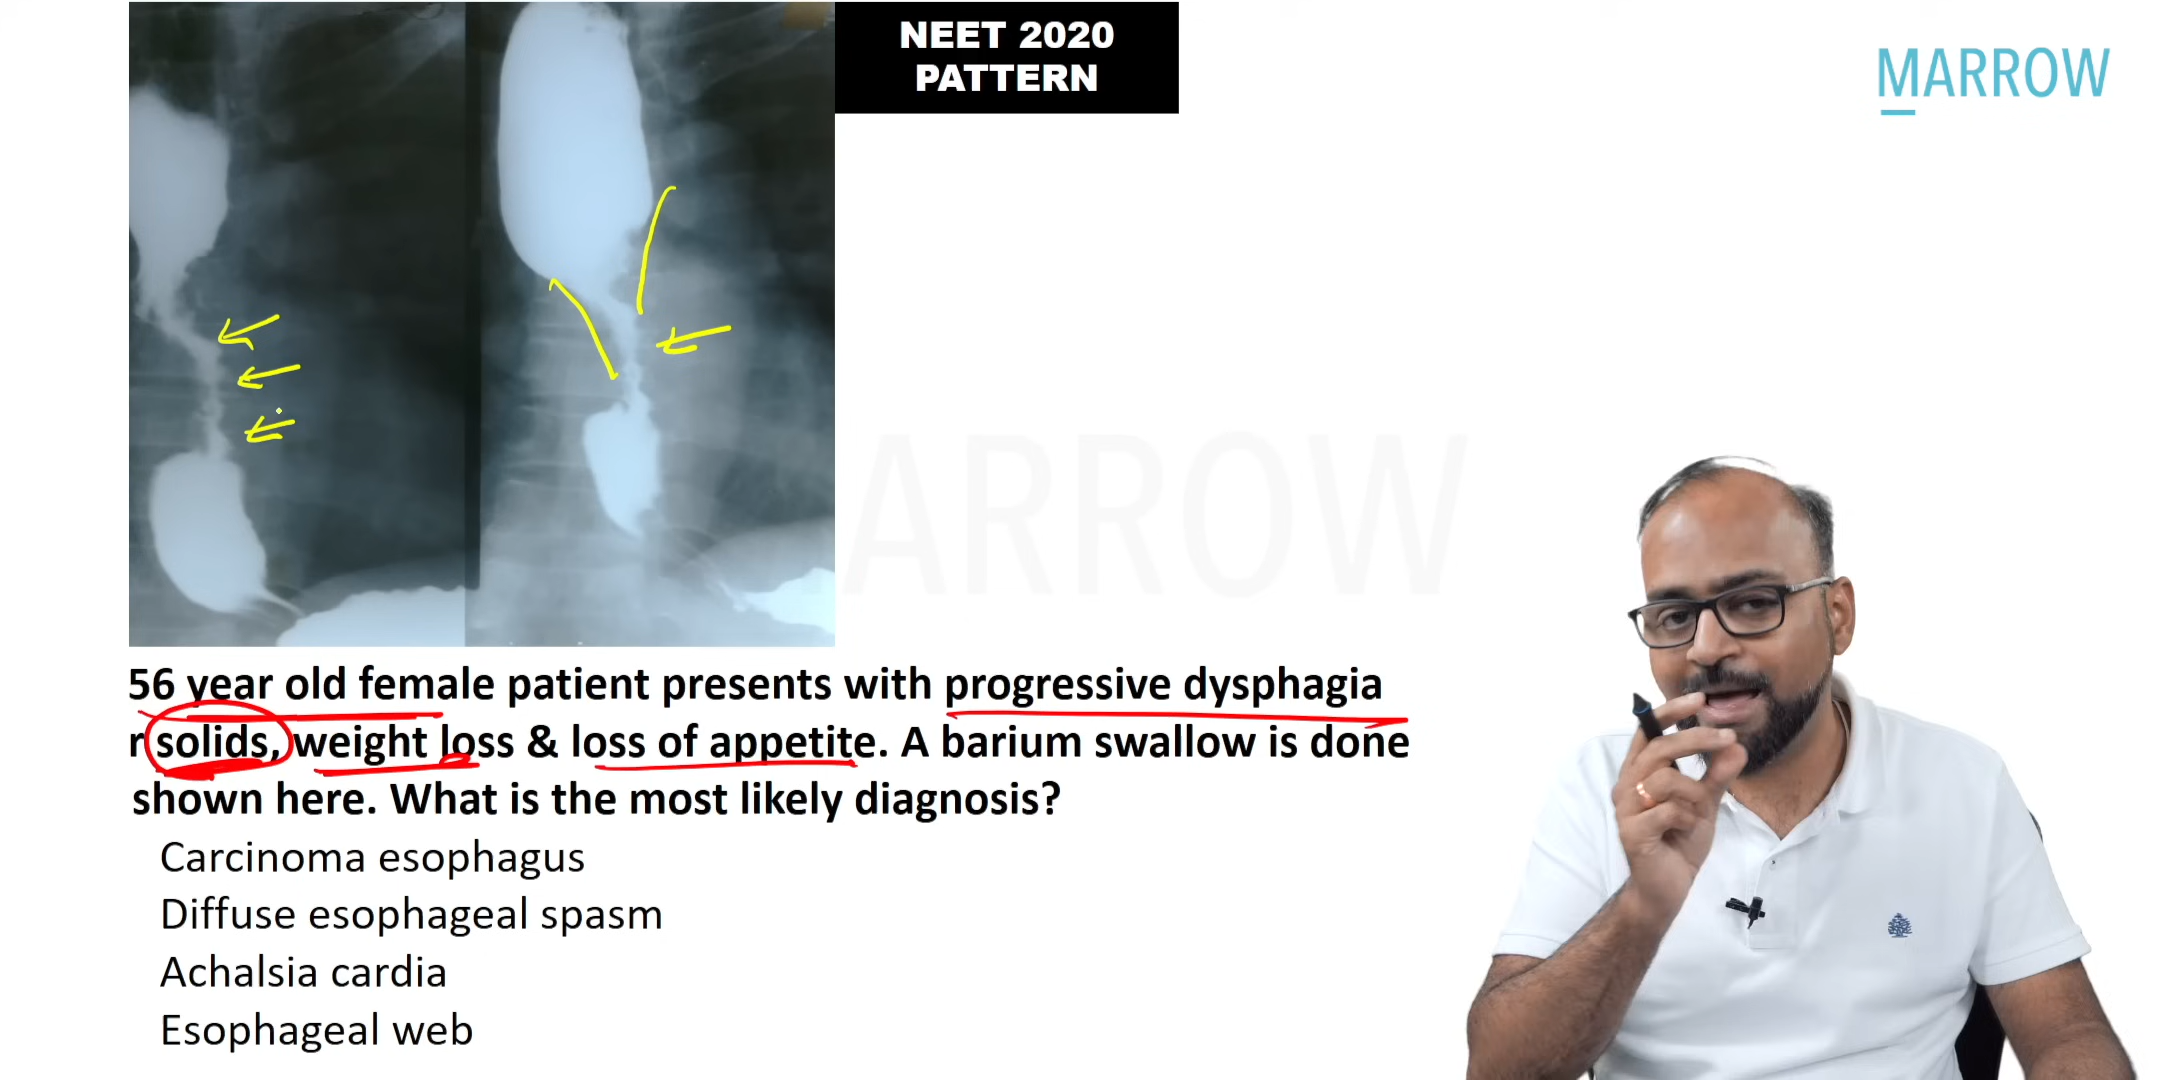 NEET 2020
PATTERN
MARROW
ARROW
56 year old female patient presents with progressive dysphagia
r solids, weight loss & loss of appetite. A barium swallow is done
shown here. What is the most likely diagnosis?
Carcinoma esophagus
Diffuse esophageal spasm
Achalsia cardia
Esophageal web